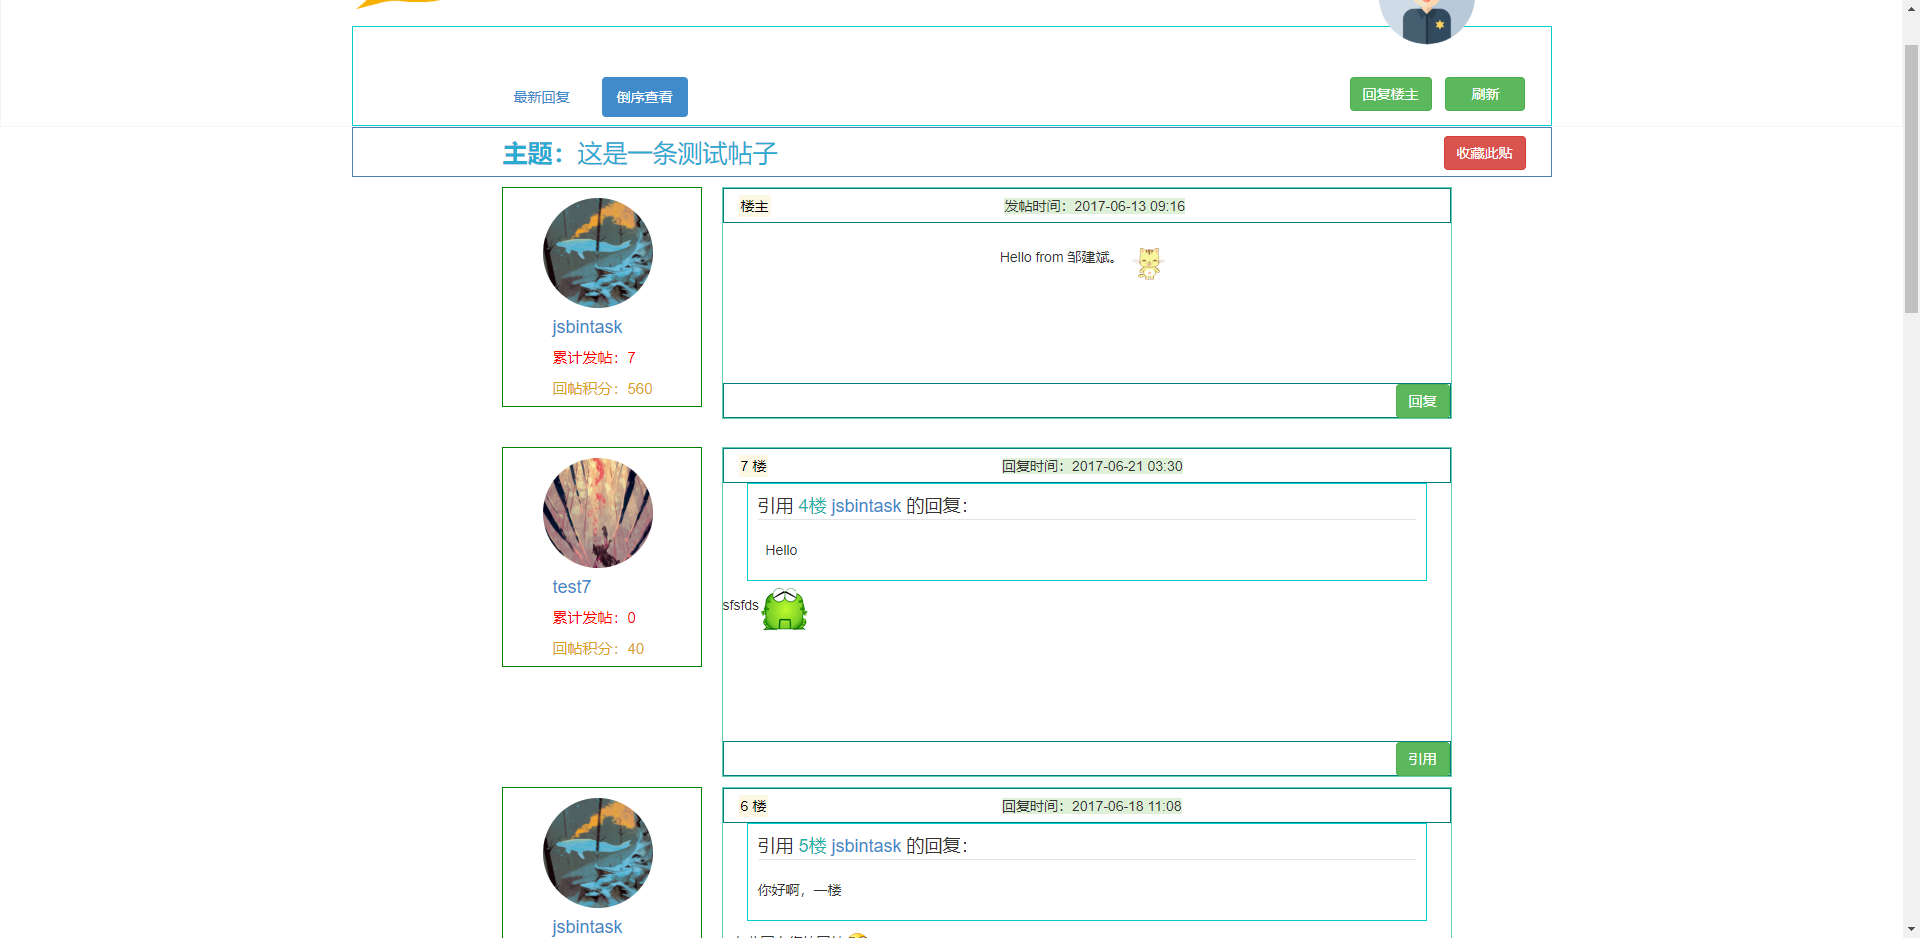 最新回复 倒序查看 回复楼主 刷新
主题：这是一条测试帖子 收藏此贴
楼主 发帖时间：2017-06-13 09:16
Hello from 邹建斌。
jsbintask
累计发帖：7
回帖积分：560
回复
7 楼 回复时间：2017-06-21 03:30
引用 4楼 jsbintask 的回复：
Hello
sfsfds
test7
累计发帖：0
回帖积分：40
引用
6 楼 回复时间：2017-06-18 11:08
引用 5楼 jsbintask 的回复：
你好啊，一楼
jsbintask